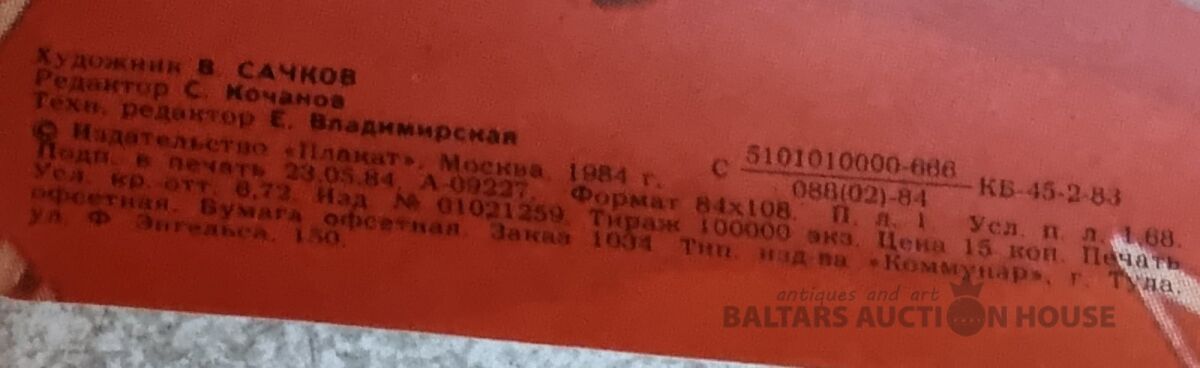 Художник В. САЧКОВ
Редактор С. Кочанов
Техн. редактор Е. Владимирская
© Издательство «Плакат», Москва. 1984 г. С 5101010000-666 / 086(02)-84 КБ-45-2-83
Подп. в печать 23.05.84. А-09227. Формат 84х108. П. л. 1 Усл. п. л. 1,68.
Усл. кр. отт. 6,72. Изд № 01021259. Тираж 100000 экз. Цена 15 коп. Печать
офсетная. Бумага офсетная. Заказ 1034 Тип. изд-ва «Коммунар», г. Тула,
ул. Ф Энгельса, 150.
antiques and art
BALTARS AUCTION HOUSE